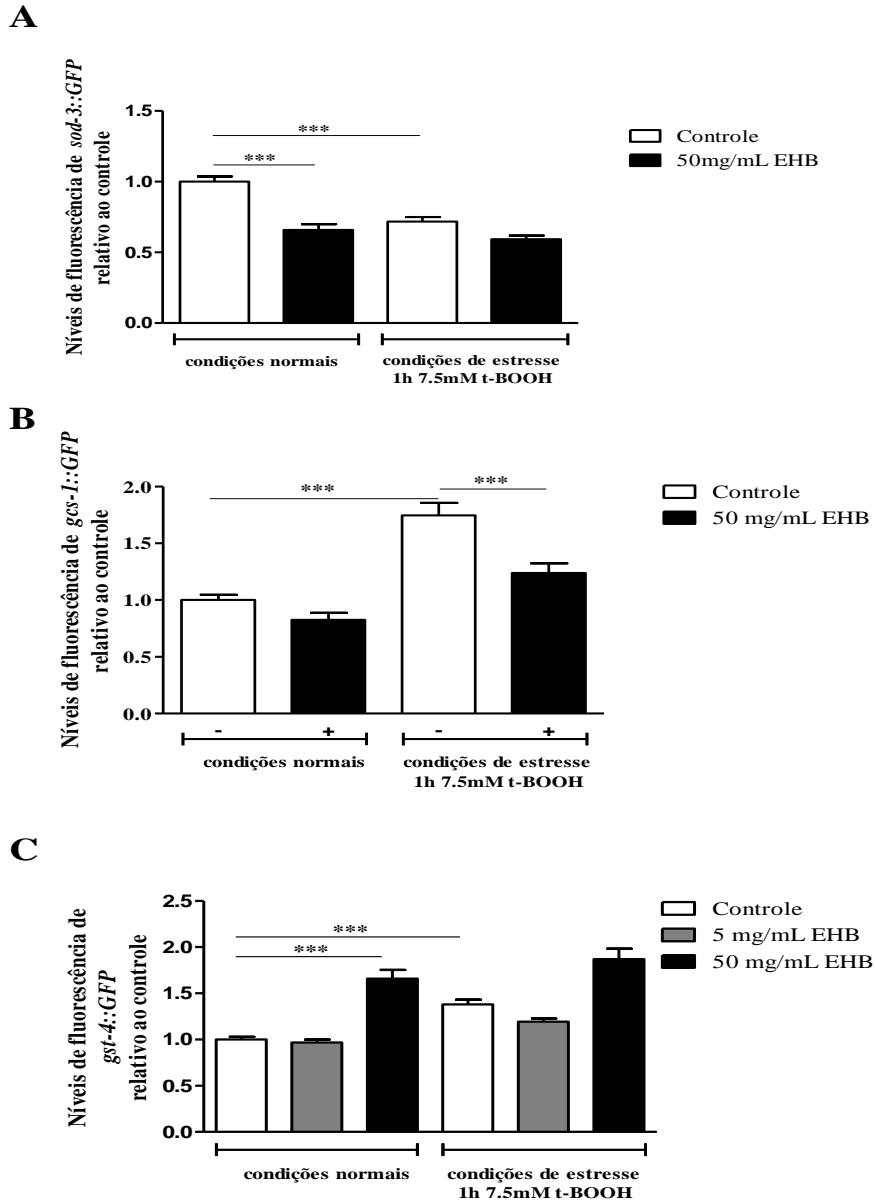 A
Níveis de fluorescência de sod-3::GFP
relativo ao controle
1.5
1.0
0.5
0.0
***
***
Controle
50mg/mL EHB
condições normais
condições de estresse
1h 7.5mM t-BOOH
B
Níveis de fluorescência de gcs-1::GFP
relativo ao controle
2.0
1.5
1.0
0.5
0.0
***
***
Controle
50 mg/mL EHB
- + - +
condições normais
condições de estresse
1h 7.5mM t-BOOH
C
Níveis de fluorescência de
gst-4::GFP
relativo ao controle
2.5
2.0
1.5
1.0
0.5
0.0
***
***
Controle
5 mg/mL EHB
50 mg/mL EHB
condições normais
condições de estresse
1h 7.5mM t-BOOH